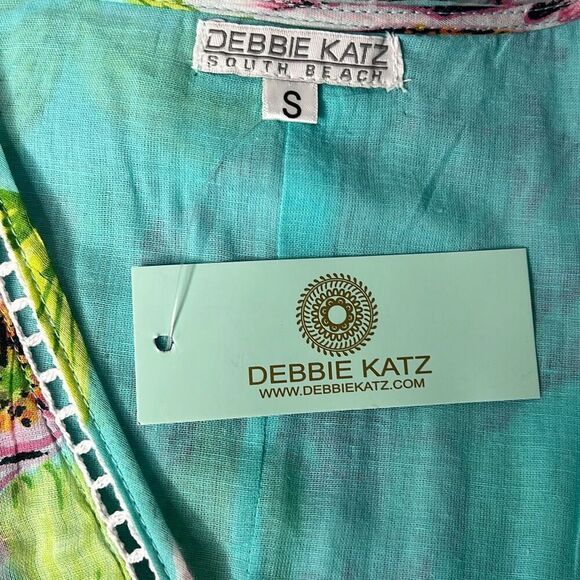 DEBBIE KATZ
SOUTH BEACH
S
DEBBIE KATZ
WWW.DEBBIEKATZ.COM